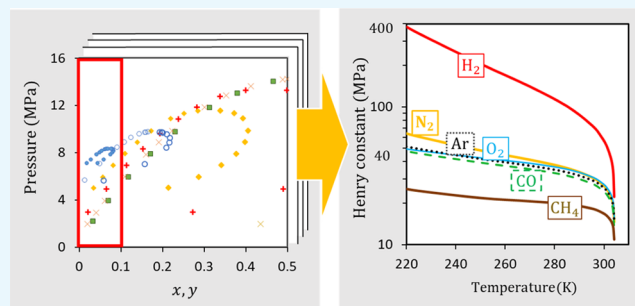 Pressure (MPa)
16
12
8
4
0
0
0.1
0.2
0.3
0.4
0.5
x, y
Henry constant (MPa)
400
100
40
10
H₂
N₂
Ar
O₂
CO
CH₄
220
240
260
280
300
Temperature(K)